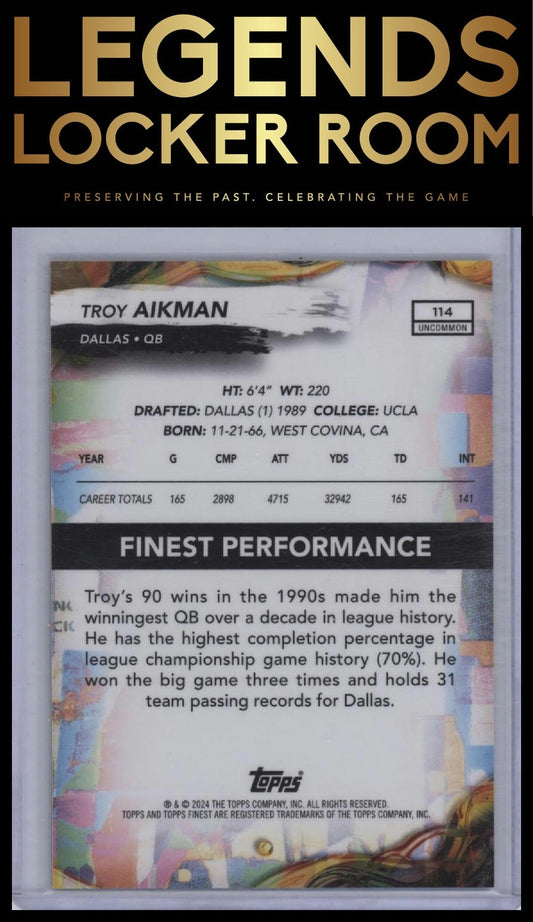 LEGENDS
LOCKER ROOM
PRESERVING THE PAST. CELEBRATING THE GAME
TROY AIKMAN
DALLAS • QB
114
UNCOMMON
HT: 6'4" WT: 220
DRAFTED: DALLAS (1) 1989 COLLEGE: UCLA
BORN: 11-21-66, WEST COVINA, CA
YEAR G CMP ATT YDS TD INT
CAREER TOTALS 165 2898 4715 32942 165 141
FINEST PERFORMANCE
Troy's 90 wins in the 1990s made him the
winningest QB over a decade in league history.
He has the highest completion percentage in
league championship game history (70%). He
won the big game three times and holds 31
team passing records for Dallas.
Topps
® & © 2024 THE TOPPS COMPANY, INC. ALL RIGHTS RESERVED.
TOPPS AND TOPPS FINEST ARE REGISTERED TRADEMARKS OF THE TOPPS COMPANY, INC.